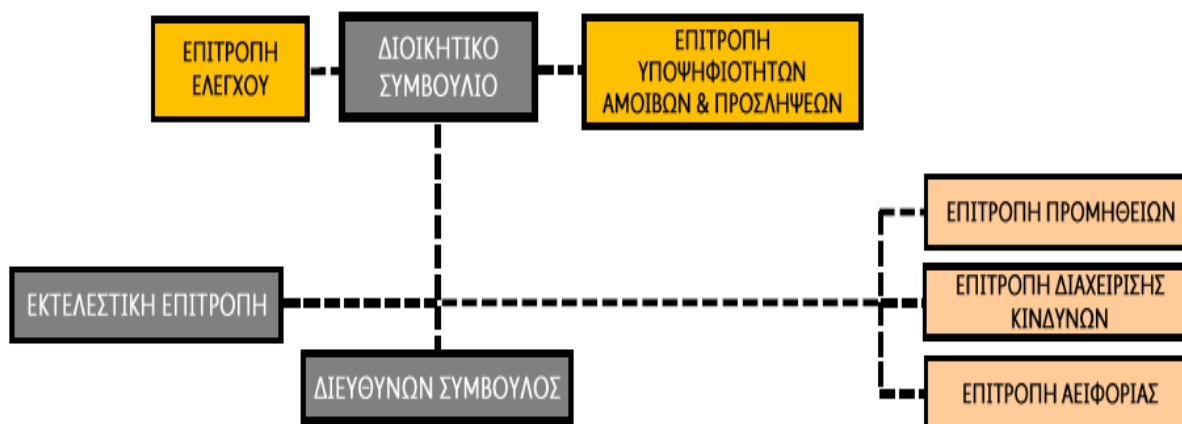 ΕΠΙΤΡΟΠΗ
ΕΛΕΓΧΟΥ
ΔΙΟΙΚΗΤΙΚΟ
ΣΥΜΒΟΥΛΙΟ
ΕΠΙΤΡΟΠΗ
ΥΠΟΨΗΦΙΟΤΗΤΩΝ
ΑΜΟΙΒΩΝ & ΠΡΟΣΛΗΨΕΩΝ
ΕΠΙΤΡΟΠΗ ΠΡΟΜΗΘΕΙΩΝ
ΕΚΤΕΛΕΣΤΙΚΗ ΕΠΙΤΡΟΠΗ
ΕΠΙΤΡΟΠΗ ΔΙΑΧΕΙΡΙΣΗΣ
ΚΙΝΔΥΝΩΝ
ΔΙΕΥΘΥΝΩΝ ΣΥΜΒΟΥΛΟΣ
ΕΠΙΤΡΟΠΗ ΑΕΙΦΟΡΙΑΣ